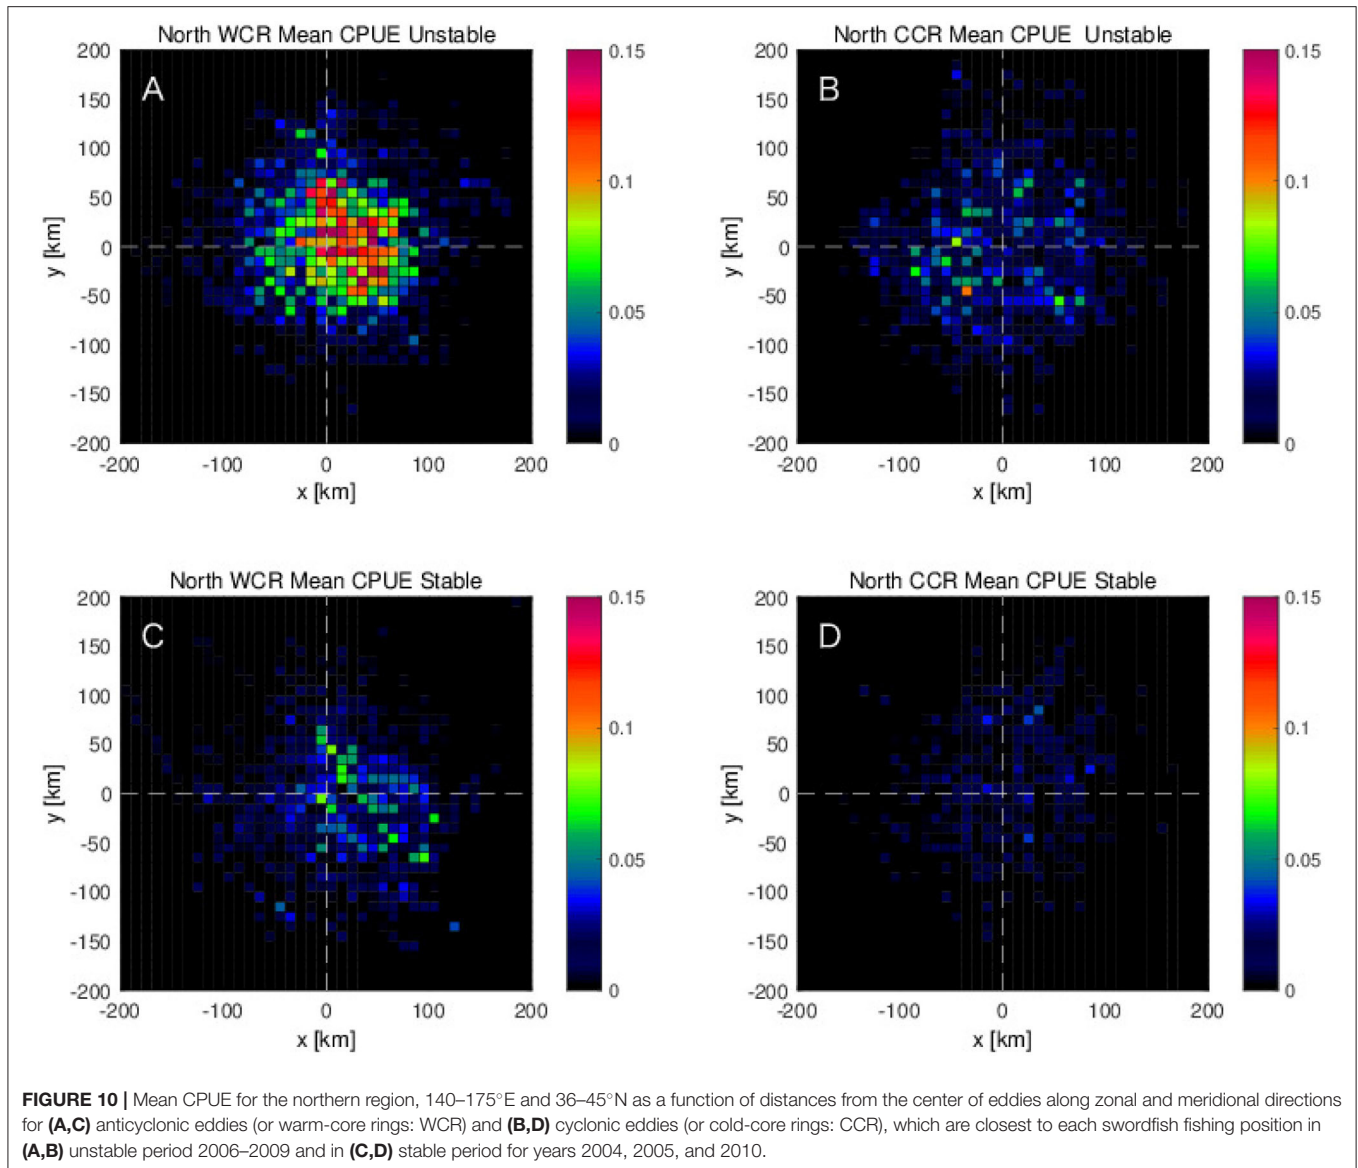 North WCR Mean CPUE Unstable
A
200
150
100
50
0
-50
-100
-150
-200
y [km]
-200 -100 0 100 200
x [km]
0.15
0.1
0.05
0
North CCR Mean CPUE Unstable
B
200
150
100
50
0
-50
-100
-150
-200
y [km]
-200 -100 0 100 200
x [km]
0.15
0.1
0.05
0
North WCR Mean CPUE Stable
C
200
150
100
50
0
-50
-100
-150
-200
y [km]
-200 -100 0 100 200
x [km]
0.15
0.1
0.05
0
North CCR Mean CPUE Stable
D
200
150
100
50
0
-50
-100
-150
-200
y [km]
-200 -100 0 100 200
x [km]
0.15
0.1
0.05
0
FIGURE 10 | Mean CPUE for the northern region, 140–175°E and 36–45°N as a function of distances from the center of eddies along zonal and meridional directions
for (A,C) anticyclonic eddies (or warm-core rings: WCR) and (B,D) cyclonic eddies (or cold-core rings: CCR), which are closest to each swordfish fishing position in
(A,B) unstable period 2006–2009 and in (C,D) stable period for years 2004, 2005, and 2010.